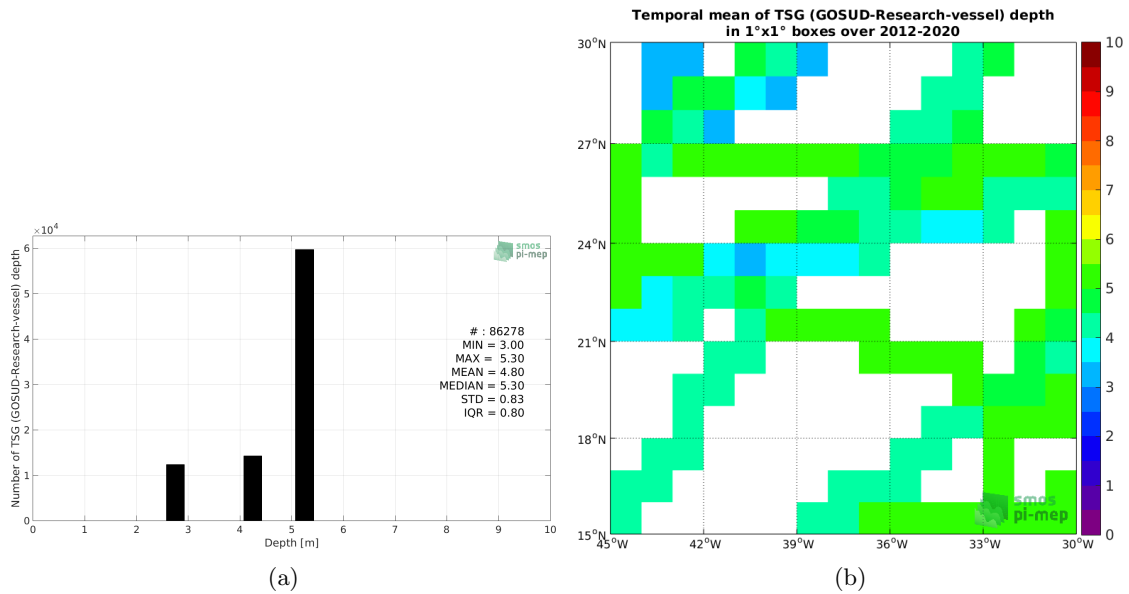 ×10⁴
6
5
4
3
2
1
0
Number of TSG (GOSUD-Research-vessel) depth
0 1 2 3 4 5 6 7 8 9 10
Depth [m]
smos
pi-mep
# : 86278
MIN = 3.00
MAX = 5.30
MEAN = 4.80
MEDIAN = 5.30
STD = 0.83
IQR = 0.80
(a)
Temporal mean of TSG (GOSUD-Research-vessel) depth
in 1°x1° boxes over 2012-2020
30°N
27°N
24°N
21°N
18°N
15°N
45°W 42°W 39°W 36°W 33°W 30°W
smos
pi-mep
10
9
8
7
6
5
4
3
2
1
0
(b)